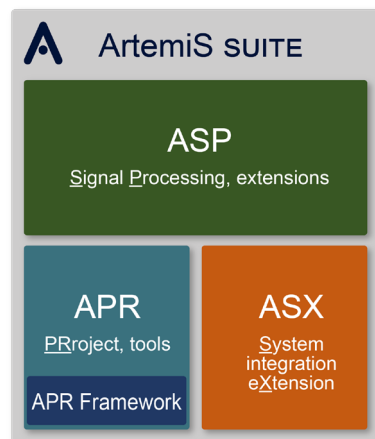 ArtemiS SUITE
ASP
Signal Processing, extensions
APR
PRroject, tools
APR Framework
ASX
System
integration
eXtension